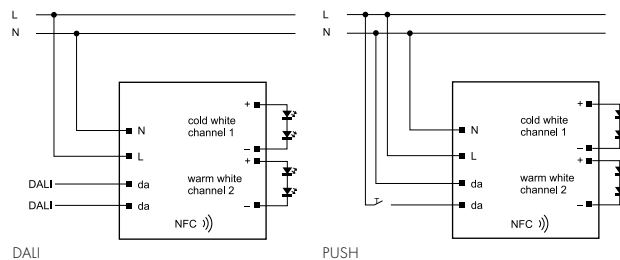 L
N
+
cold white
channel 1
N
–
+
L
warm white
channel 2
DALI
da
DALI
da
–
NFC
DALI
L
N
+
cold white
channel 1
N
–
+
L
warm white
channel 2
da
da
–
NFC
PUSH